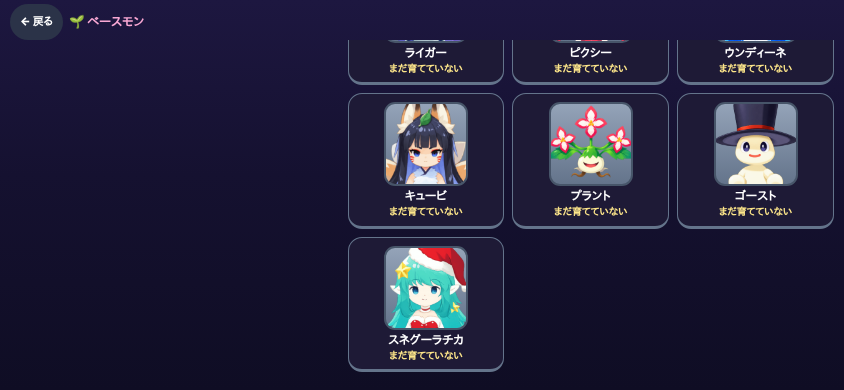 ← 戻る
🌱 ベースモン
ライガー
まだ育てていない
ピクシー
まだ育てていない
ウンディーネ
まだ育てていない
キュービ
まだ育てていない
プラント
まだ育てていない
ゴースト
まだ育てていない
スネグーラチカ
まだ育てていない